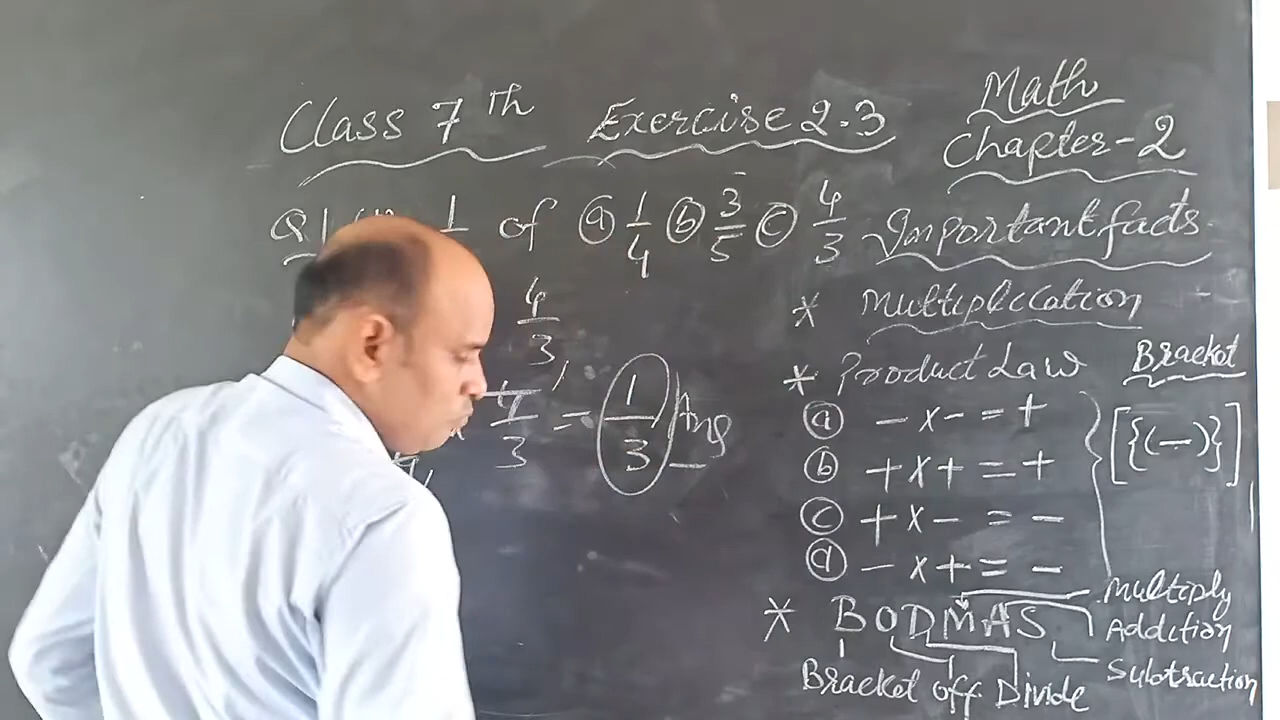 Class 7th Exercise 2.3
Math
Chapter-2
Q1 1 of (a) 1/4 (b) 3/5 (c) 4/3
4/3
4/3 = 1/3 Ans
Important facts
* Multiplication
* Product Law
(a) - x - = +
(b) + x + = +
(c) + x - = -
(d) - x + = -
Bracket
[{(—)}]
* BODMAS
Multiply
Addition
Subtraction
Bracket off Divide